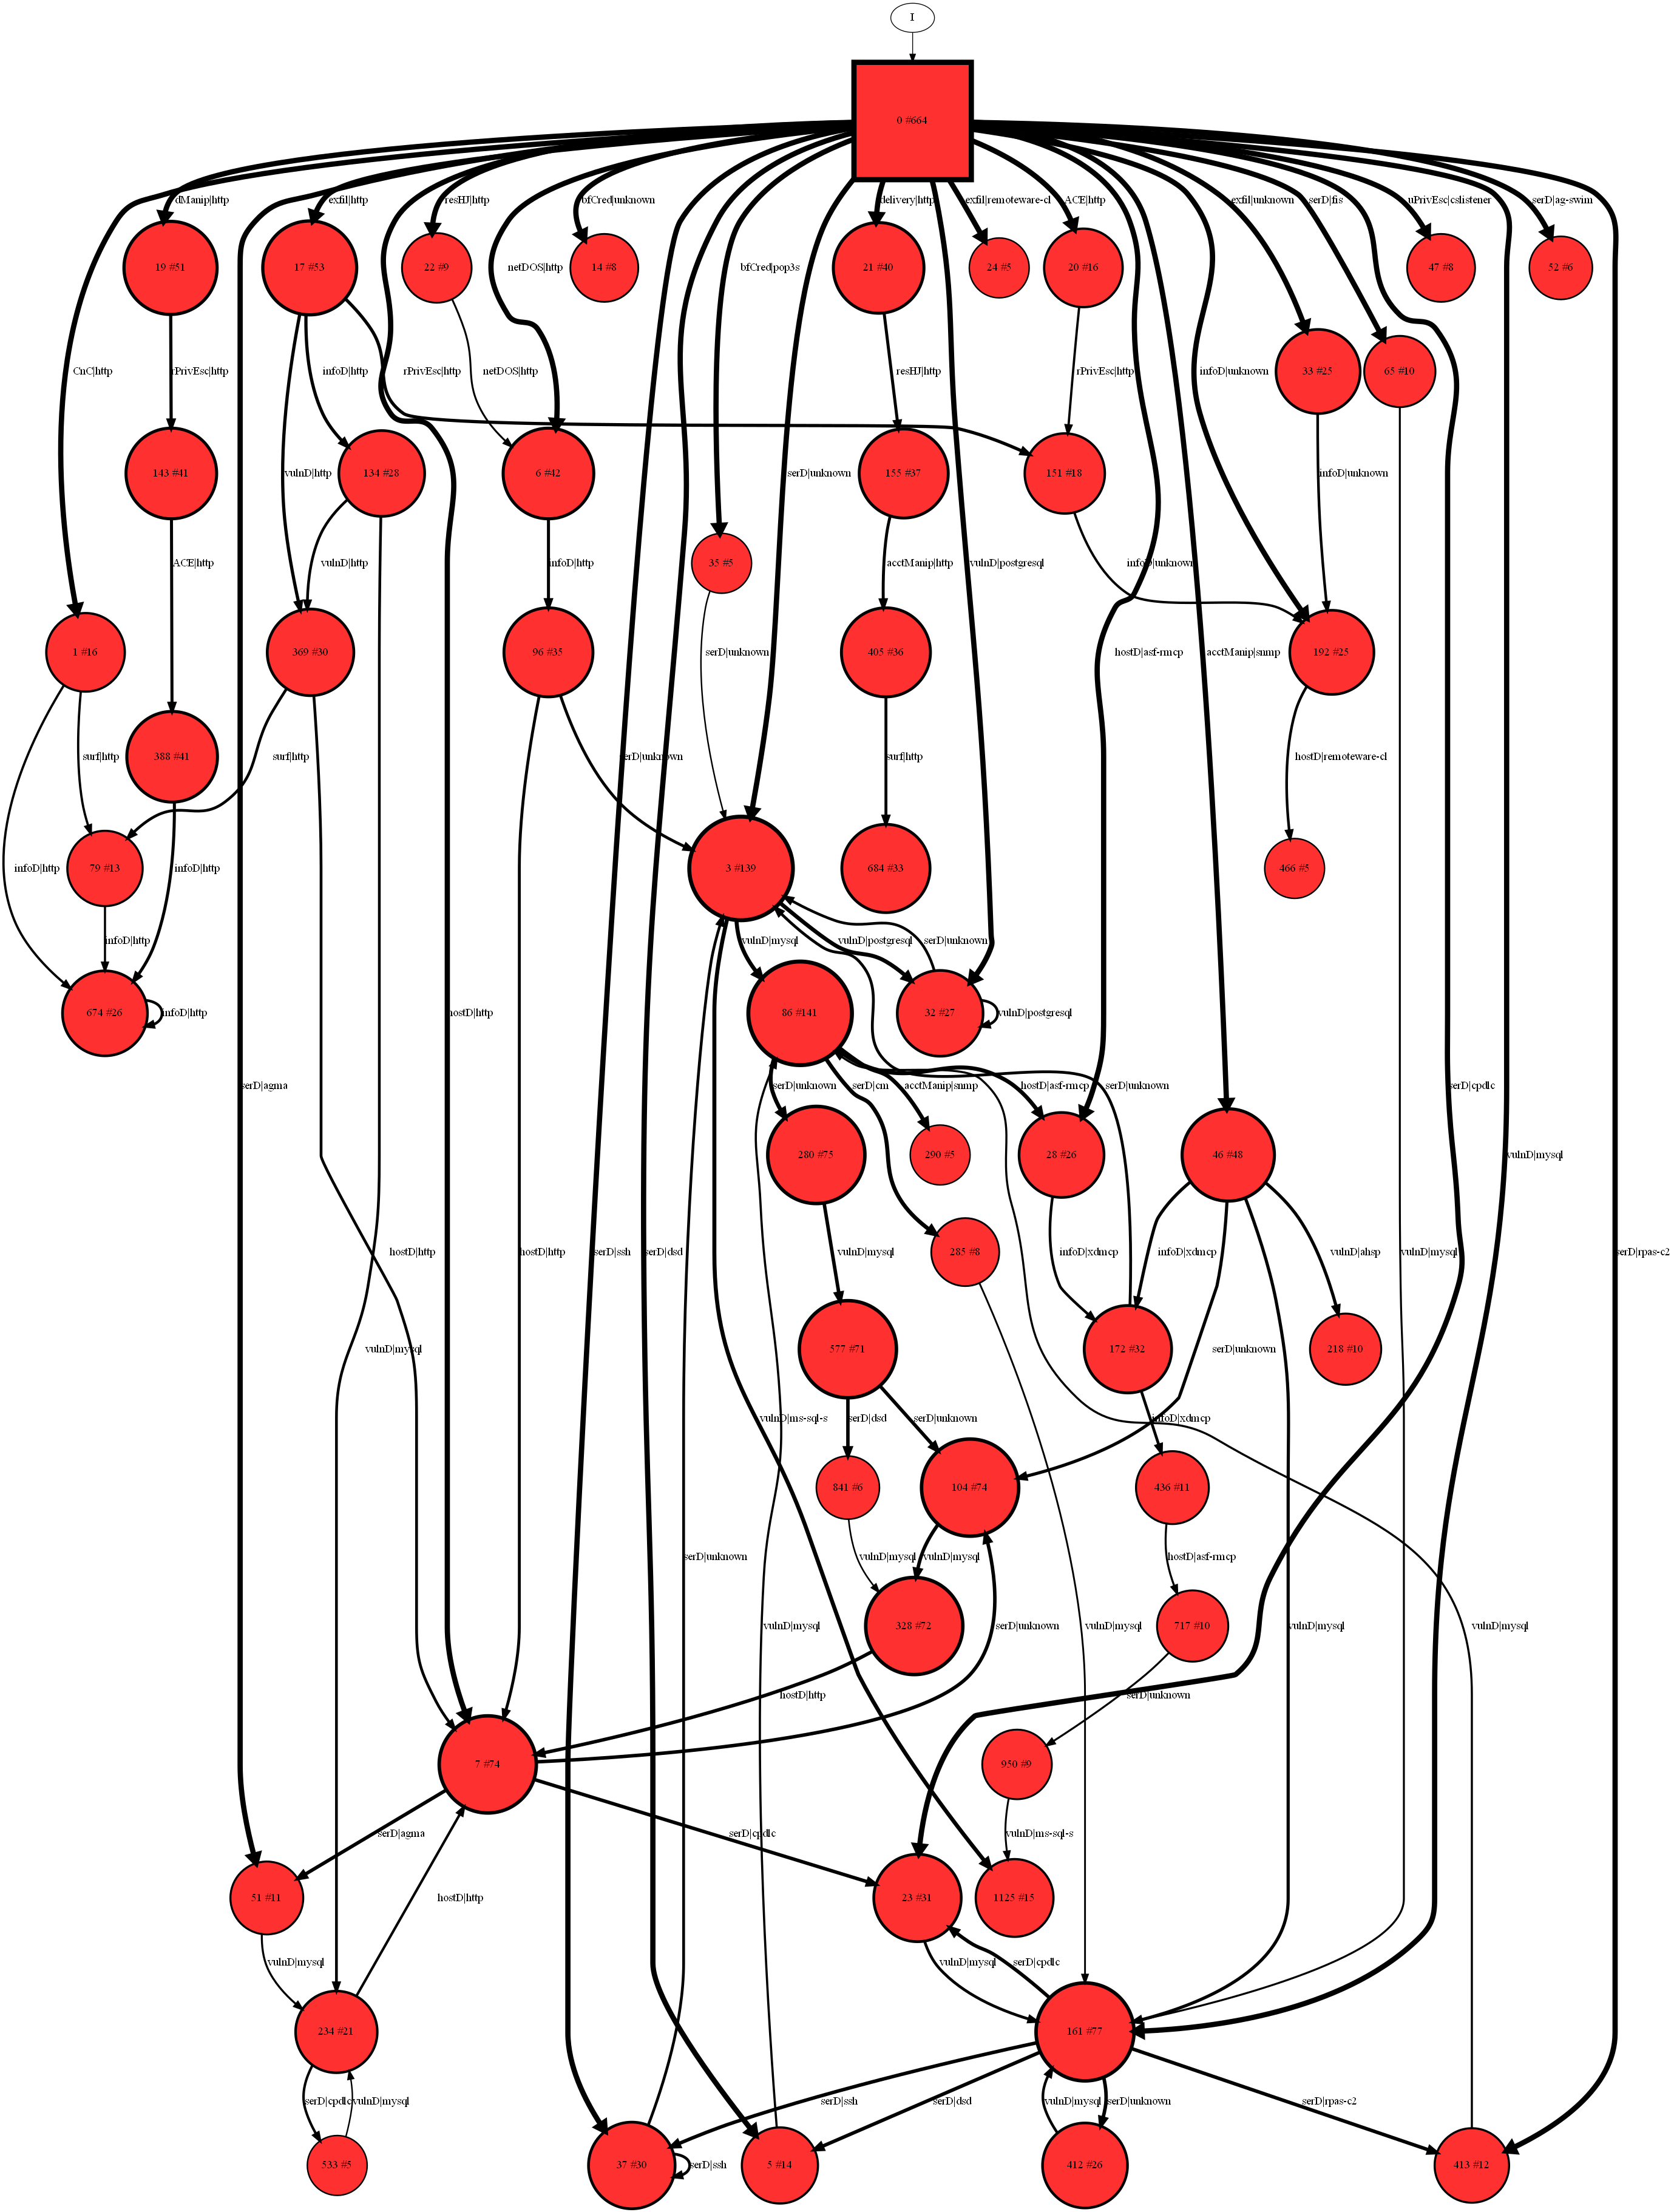 I
0 #664
dManip|http
exfil|http
resHJ|http
bfCred|unknown
delivery|http
exfil|remoteware-cl
ACE|http
exfil|unknown
serD|fis
uPrivEsc|cslistener
serD|ag-swim
19 #51
17 #53
22 #9
netDOS|http
14 #8
bfCred|pop3s
21 #40
24 #5
20 #16
47 #8
52 #6
CnC|http
rPrivEsc|http
infoD|http
rPrivEsc|http
netDOS|http
resHJ|http
rPrivEsc|http
infoD|unknown
33 #25
65 #10
143 #41
vulnD|http
134 #28
6 #42
serD|unknown
155 #37
151 #18
infoD|unknown
ACE|http
vulnD|http
infoD|http
35 #5
acctManip|http
vulnD|postgresql
infoD|unknown
1 #16
369 #30
96 #35
serD|unknown
405 #36
hostD|asf-rmcp
acctManip|snmp
192 #25
surf|http
388 #41
surf|http
serD|unknown
surf|http
hostD|remoteware-cl
infoD|http
79 #13
infoD|http
3 #139
684 #33
466 #5
infoD|http
vulnD|mysql
vulnD|postgresql
serD|unknown
674 #26
infoD|http
hostD|http
86 #141
32 #27
vulnD|postgresql
serD|agma
serD|unknown
serD|cm
acctManip|snmp
hostD|asf-rmcp
serD|unknown
serD|cpdlc
280 #75
290 #5
28 #26
46 #48
vulnD|mysql
hostD|http
hostD|http
serD|ssh
serD|dsd
vulnD|mysql
285 #8
infoD|xdmcp
infoD|xdmcp
vulnD|ahsp
vulnD|mysql
serD|rpas-c2
vulnD|mysql
577 #71
172 #32
serD|unknown
218 #10
vulnD|ms-sql-s
serD|dsd
serD|unknown
infoD|xdmcp
841 #6
104 #74
436 #11
serD|unknown
vulnD|mysql
vulnD|mysql
hostD|asf-rmcp
vulnD|mysql
328 #72
serD|unknown
vulnD|mysql
717 #10
vulnD|mysql
vulnD|mysql
hostD|http
serD|unknown
7 #74
950 #9
serD|agma
serD|cpdlc
vulnD|ms-sql-s
51 #11
hostD|http
23 #31
1125 #15
vulnD|mysql
vulnD|mysql
serD|cpdlc
234 #21
161 #77
serD|cpdlc
vulnD|mysql
serD|ssh
serD|dsd
vulnD|mysql
serD|unknown
serD|rpas-c2
533 #5
37 #30
serD|ssh
5 #14
412 #26
413 #12